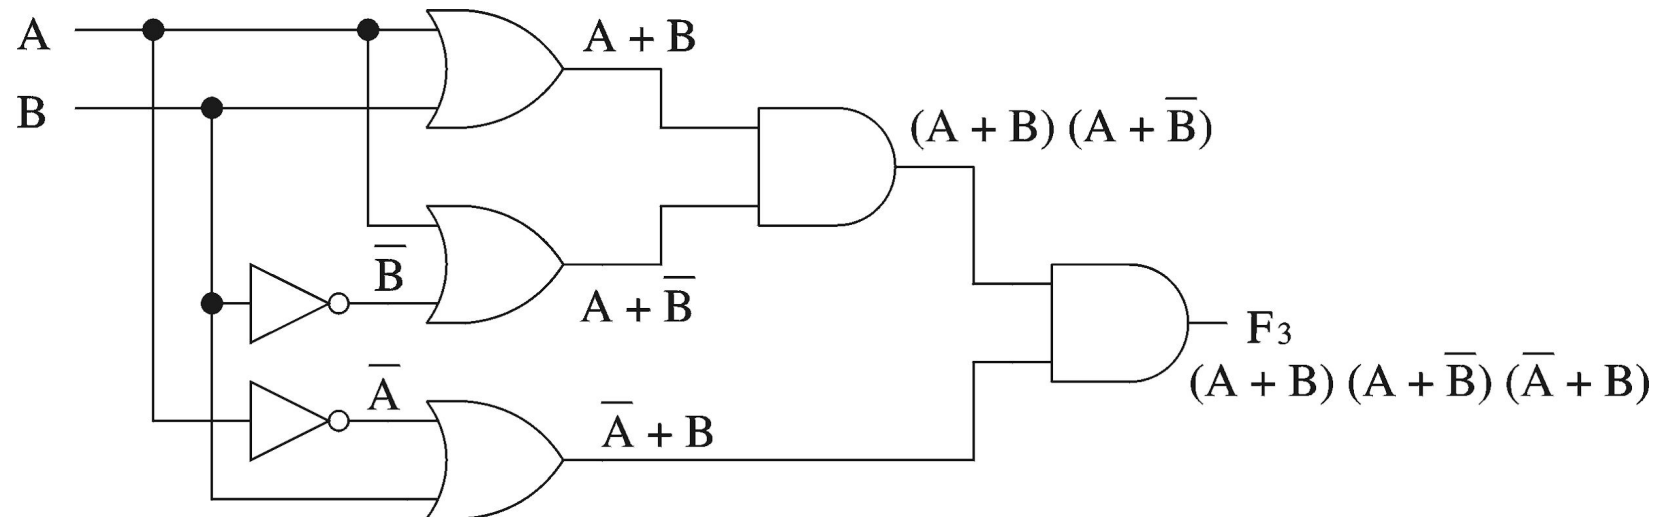 A
A + B
B
(A + B) (A + B̅)
B̅
A + B̅
F₃
A̅
(A + B) (A + B̅) (A̅ + B)
A̅ + B